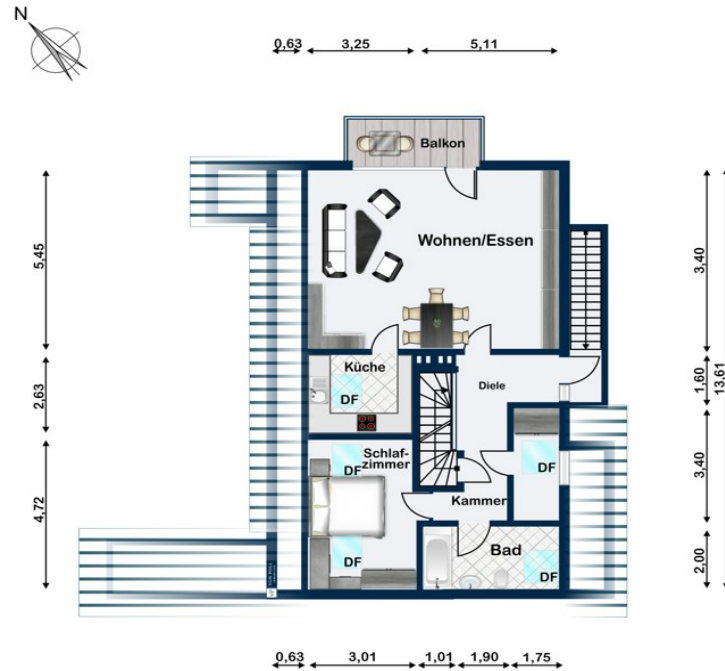 N
0,63 3,25 5,11
Balkon
Wohnen/Essen
5,45
3,40
Küche
DF
Diele
2,63
1,60
13,61
Schlaf-
zimmer
DF
DF
Kammer
4,72
3,40
Bad
DF
DF
2,00
0,63 3,01 1,01 1,90 1,75